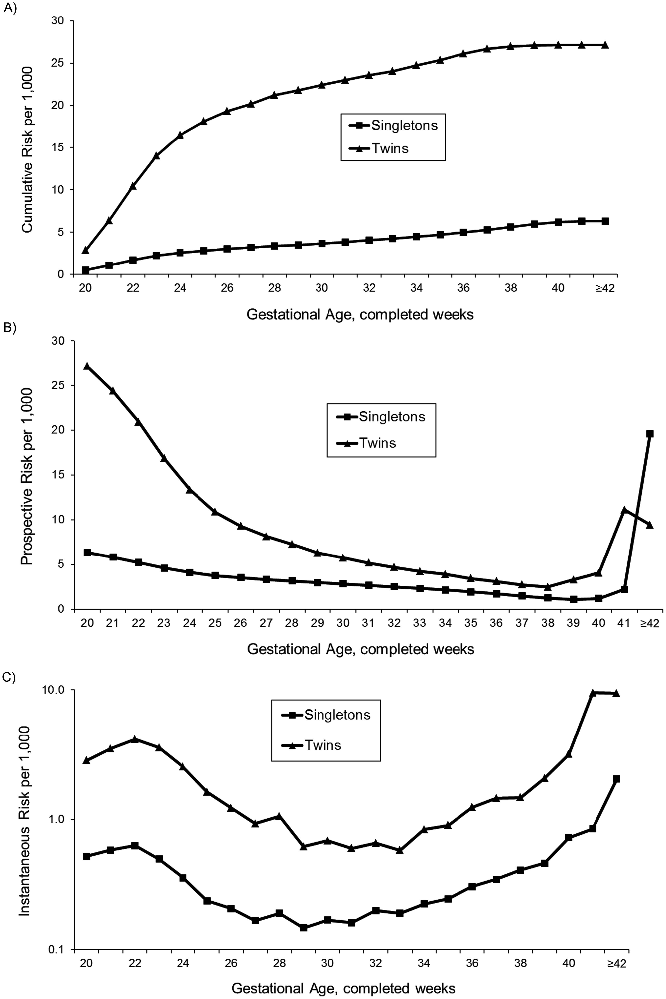 A)
Cumulative Risk per 1,000
30
25
20
15
10
5
0
Singletons
Twins
20 22 24 26 28 30 32 34 36 38 40 ≥42
Gestational Age, completed weeks
B)
Prospective Risk per 1,000
30
25
20
15
10
5
0
Singletons
Twins
20 21 22 23 24 25 26 27 28 29 30 31 32 33 34 35 36 37 38 39 40 41 ≥42
Gestational Age, completed weeks
C)
Instantaneous Risk per 1,000
10.0
1.0
0.1
Singletons
Twins
20 22 24 26 28 30 32 34 36 38 40 ≥42
Gestational Age, completed weeks